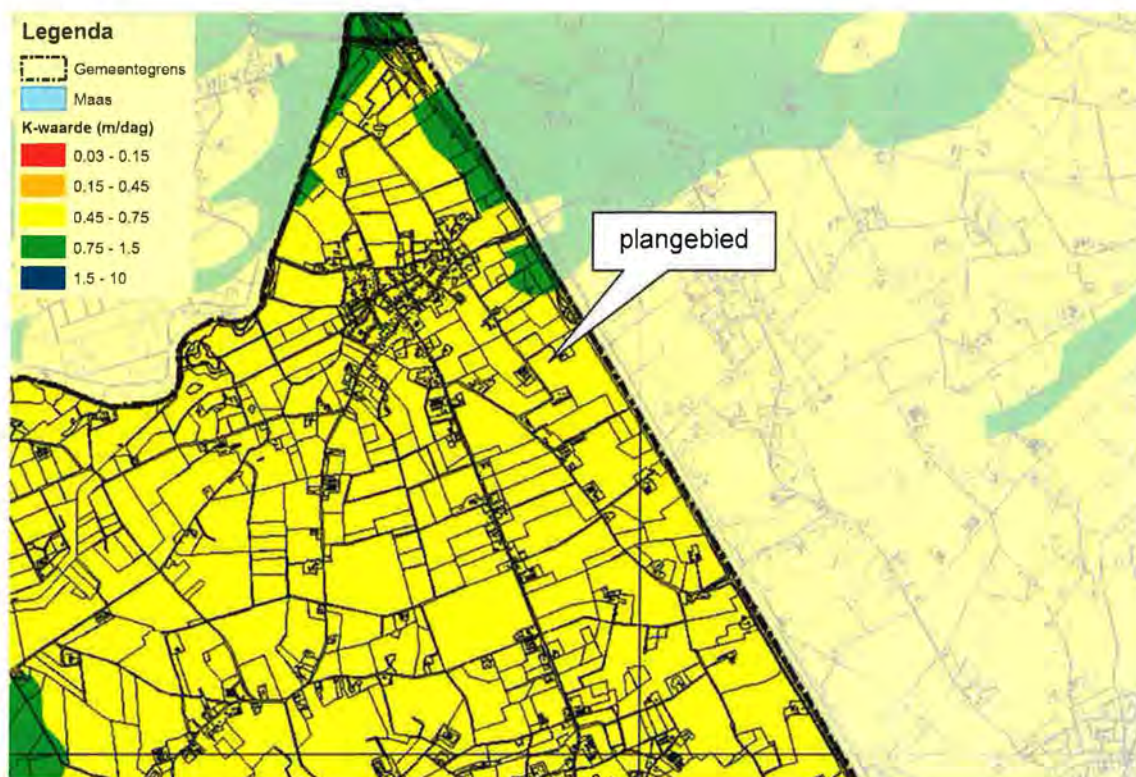 Legenda
Gemeentegrens
Maas
K-waarde (m/dag)
0.03 - 0.15
0.15 - 0.45
0.45 - 0.75
0.75 - 1.5
1.5 - 10
plangebied